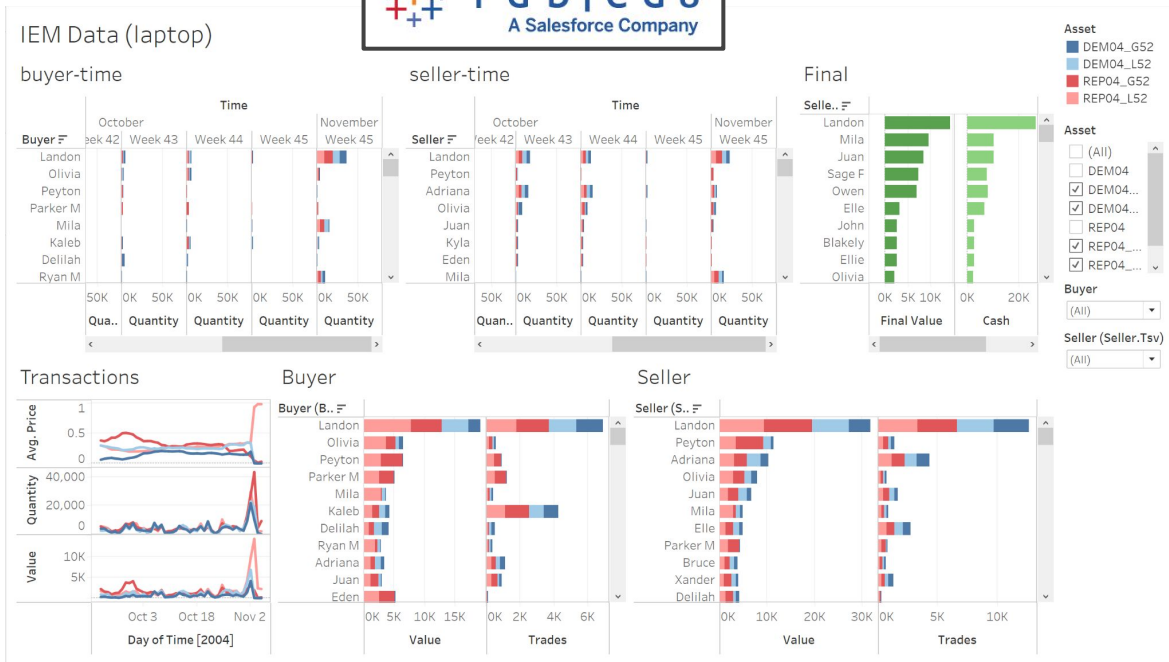 A Salesforce Company
IEM Data (laptop)
buyer-time
Time
October
November
Week 43 Week 44 Week 45 Week 45
Buyer
Landon
Olivia
Peyton
Parker M
Mila
Kaleb
Delilah
Ryan M
50K 0K 50K 0K 50K 0K 50K 0K 50K
Qua.. Quantity Quantity Quantity Quantity
seller-time
Time
October
November
Week 43 Week 44 Week 45 Week 45
Seller
Landon
Peyton
Adriana
Olivia
Juan
Kyla
Eden
Mila
50K 0K 50K 0K 50K 0K 50K 0K 50K
Quan.. Quantity Quantity Quantity Quantity
Final
Selle..
Landon
Mila
Juan
Sage F
Owen
Elle
John
Blakely
Ellie
Olivia
0K 5K 10K 0K 20K
Final Value Cash
Asset
DEM04_G52
DEM04_L52
REP04_G52
REP04_L52
Asset
(All)
DEM04
DEM04...
DEM04...
REP04
REP04_...
REP04_...
Buyer
(All)
Seller (Seller.Tsv)
(All)
Transactions
Avg. Price
1
0.5
0
Quantity
40,000
20,000
0
Value
10K
5K
Oct 3 Oct 18 Nov 2
Day of Time [2004]
Buyer
Buyer (B..
Landon
Olivia
Peyton
Parker M
Mila
Kaleb
Delilah
Ryan M
Adriana
Juan
Eden
0K 5K 10K 15K 0K 2K 4K 6K
Value Trades
Seller
Seller (S..
Landon
Peyton
Adriana
Olivia
Juan
Mila
Elle
Parker M
Bruce
Xander
Delilah
0K 10K 20K 30K 0K 5K 10K
Value Trades